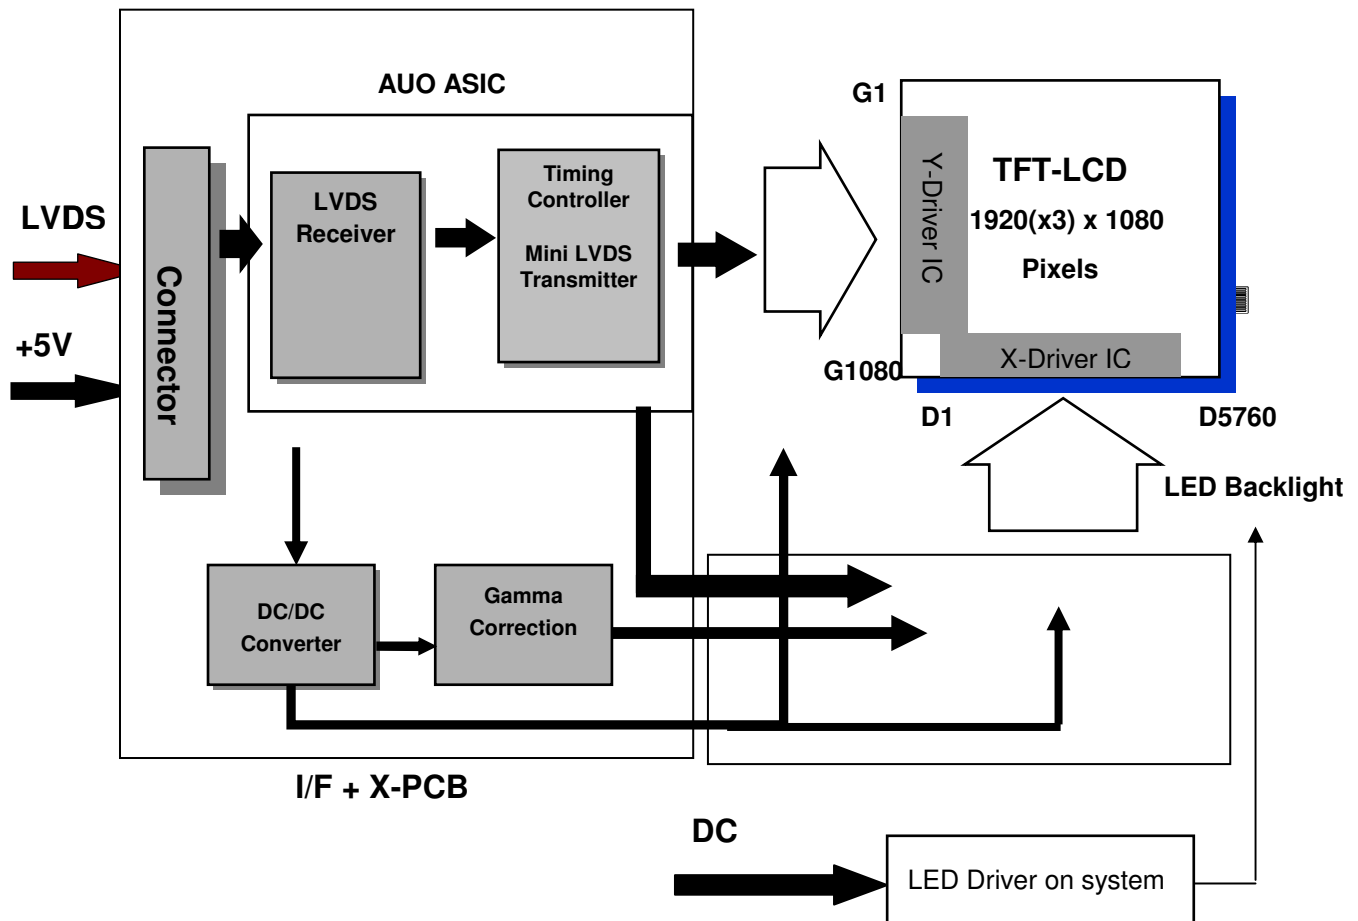 AUO ASIC
LVDS
+5V
Connector
LVDS
Receiver
Timing
Controller
Mini LVDS
Transmitter
G1
Y-Driver IC
TFT-LCD
1920(x3) x 1080
Pixels
X-Driver IC
G1080
D1
D5760
LED Backlight
DC/DC
Converter
Gamma
Correction
I/F + X-PCB
DC
LED Driver on system